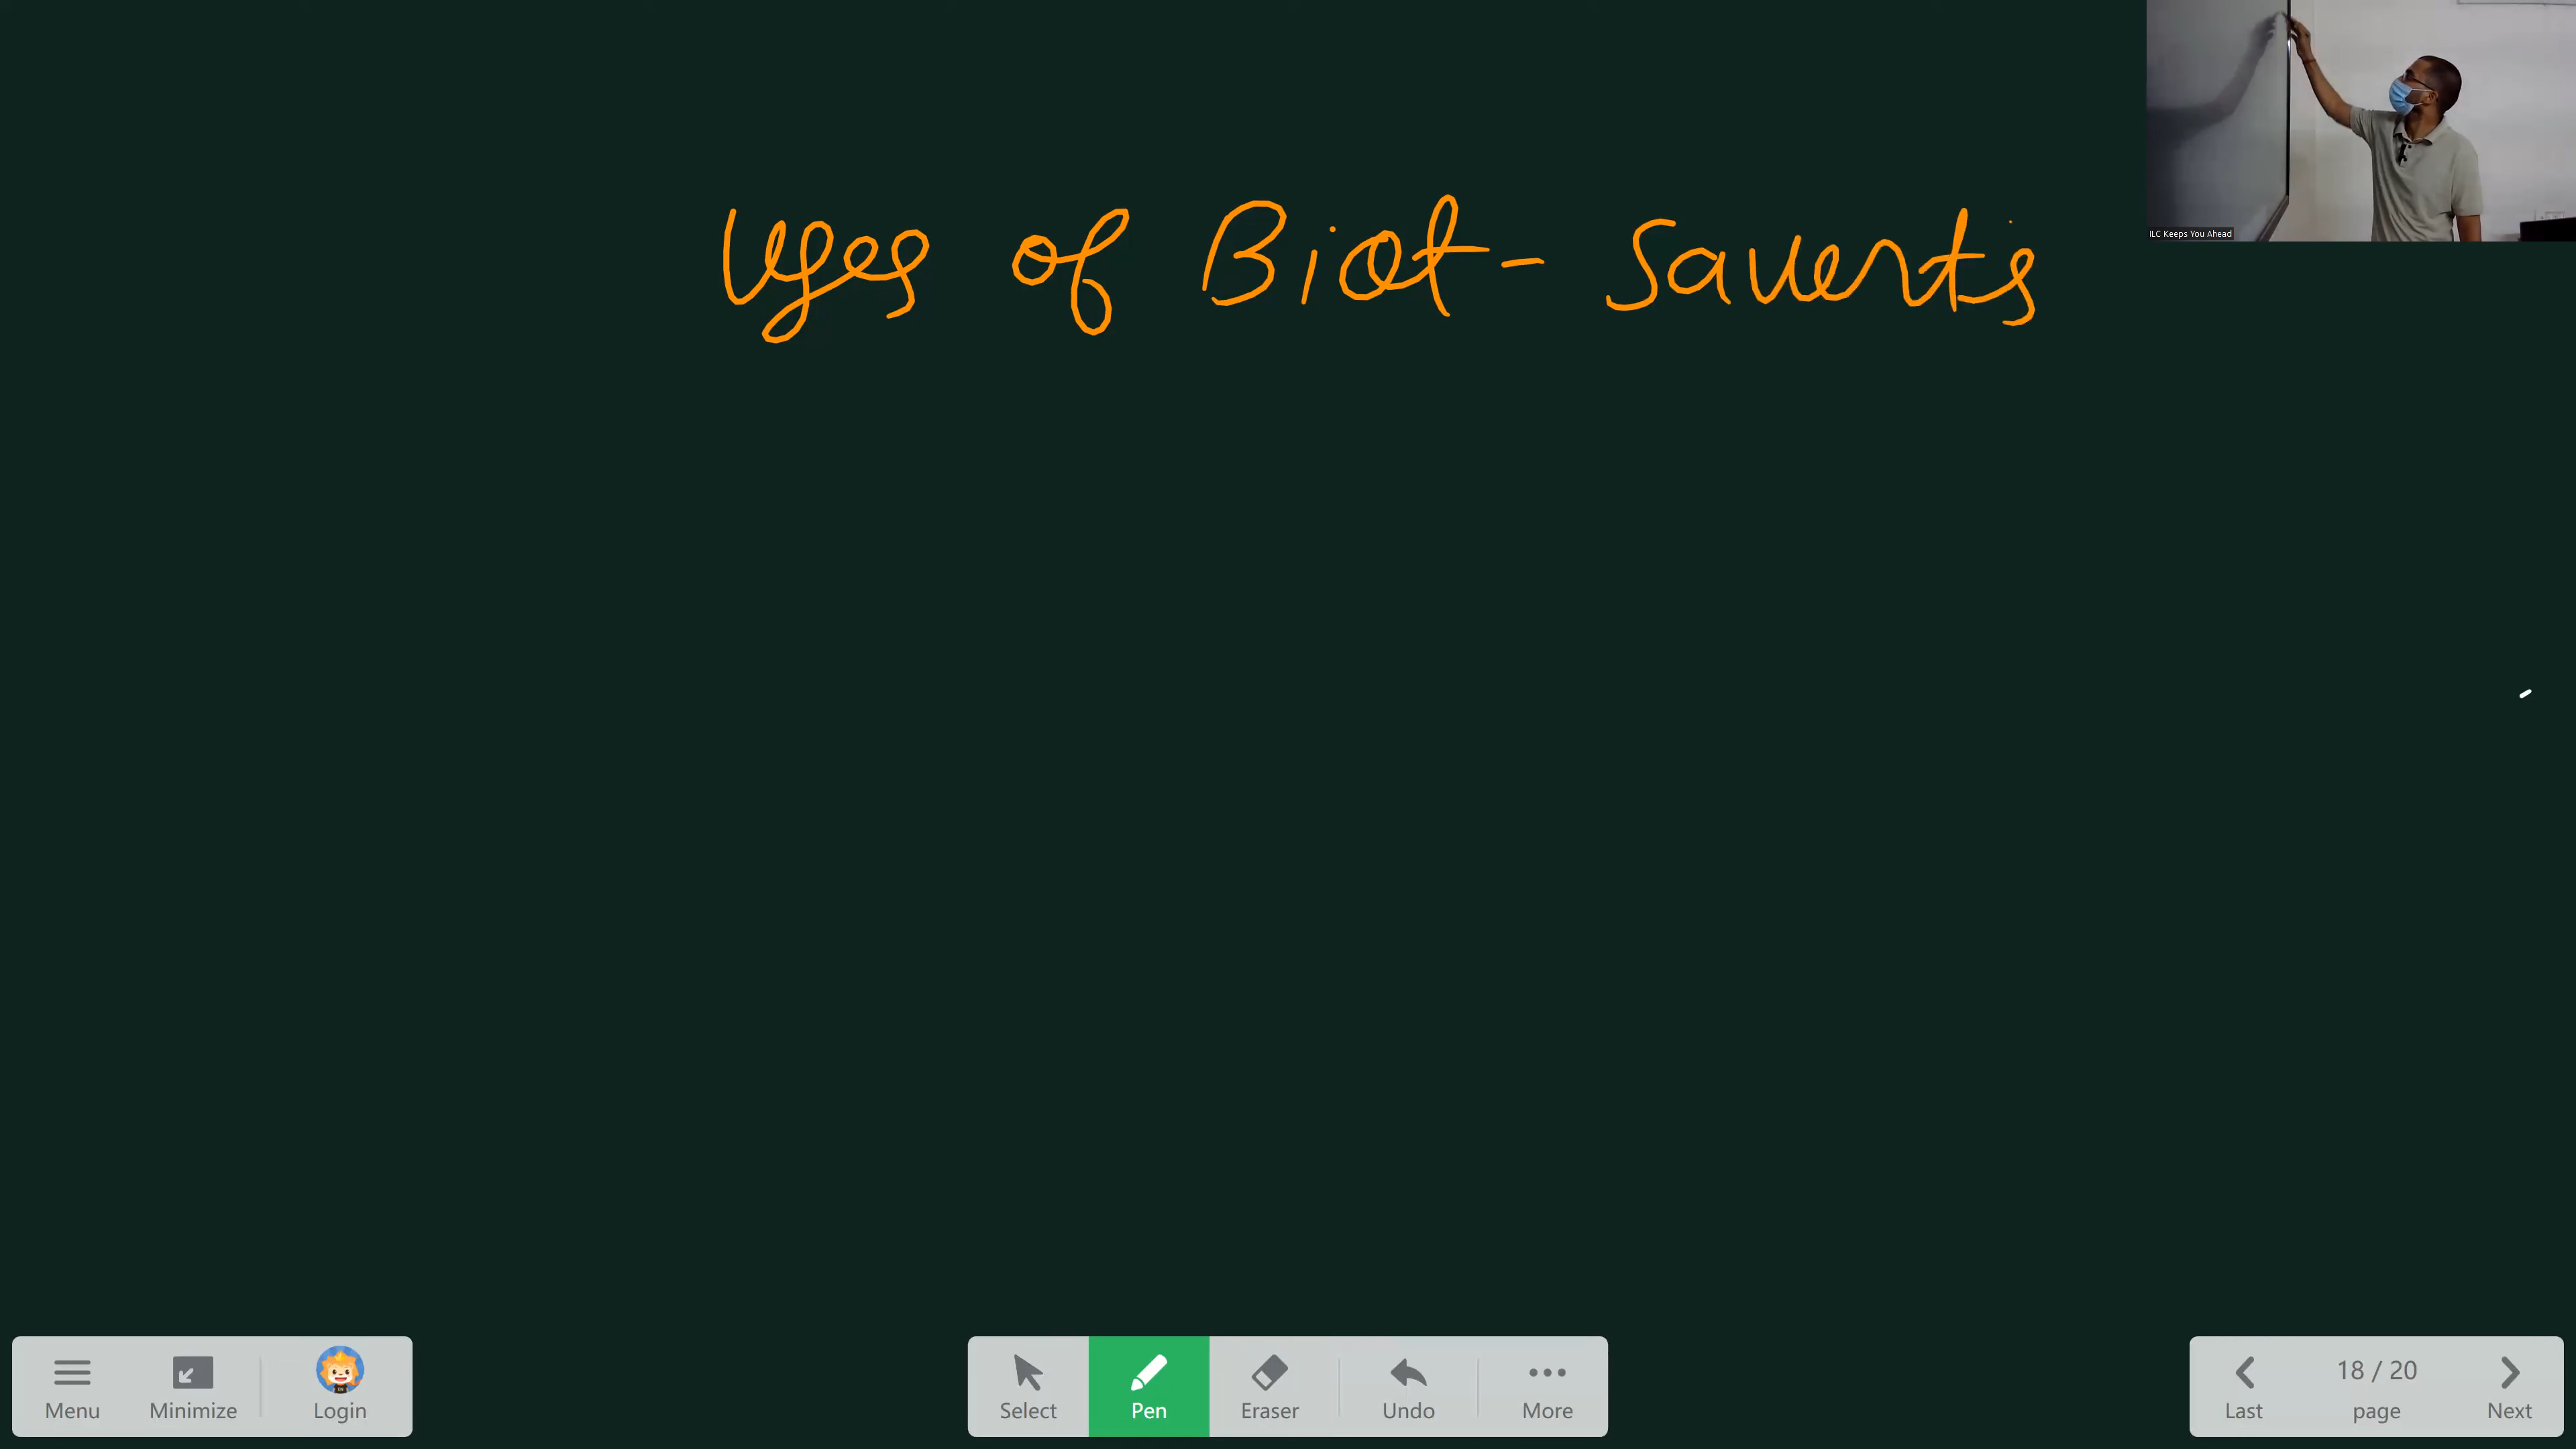 Uses of Biot - Savert's
ILC Keeps You Ahead
Menu Minimize Login Select Pen Eraser Undo More Last 18 / 20 page Next